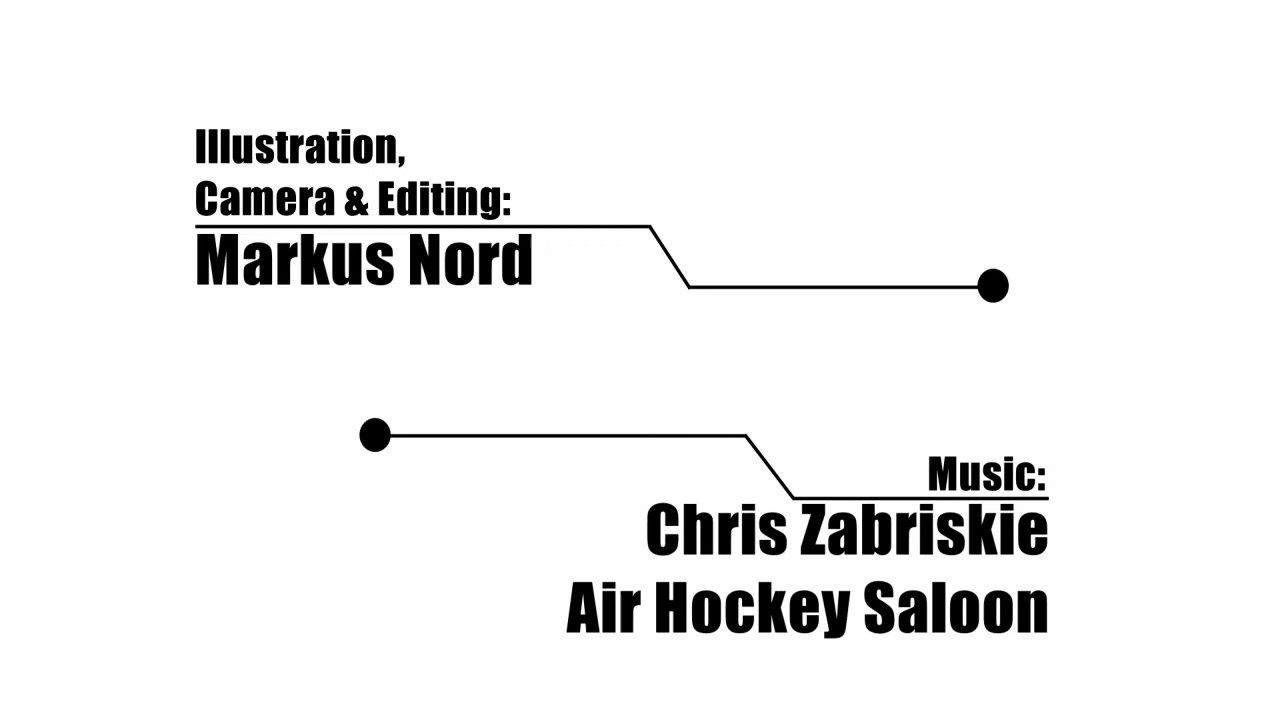 Illustration,
Camera & Editing:
Markus Nord
Music:
Chris Zabriskie
Air Hockey Saloon